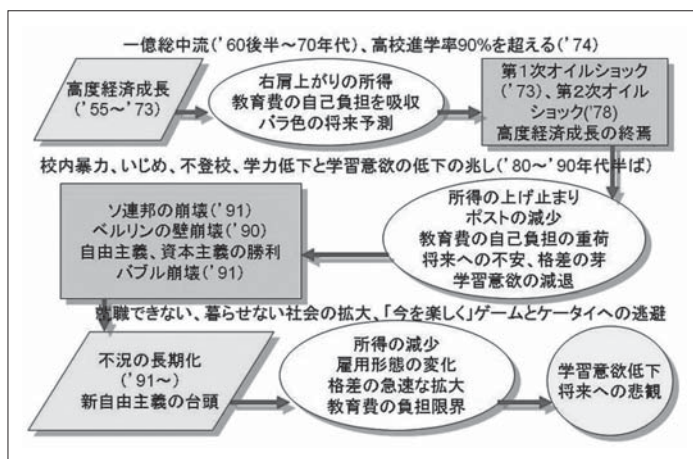 一億総中流('60後半~70年代)、高校進学率90%を超える('74)
高度経済成長
('55~'73)
右肩上がりの所得
教育費の自己負担を吸収
バラ色の将来予測
第1次オイルショック
('73)、第2次オイル
ショック('78)
高度経済成長の終焉
校内暴力、いじめ、不登校、学力低下と学習意欲の低下の兆し('80~'90年代半ば)
所得の上げ止まり
ポストの減少
教育費の自己負担の重荷
将来への不安、格差の芽
学習意欲の減退
ソ連邦の崩壊('91)
ベルリンの壁崩壊('90)
自由主義、資本主義の勝利
バブル崩壊('91)
就職できない、暮らせない社会の拡大、「今を楽しく」ゲームとケータイへの逃避
不況の長期化
('91~)
新自由主義の台頭
所得の減少
雇用形態の変化
格差の急速な拡大
教育費の負担限界
学習意欲低下
将来への悲観